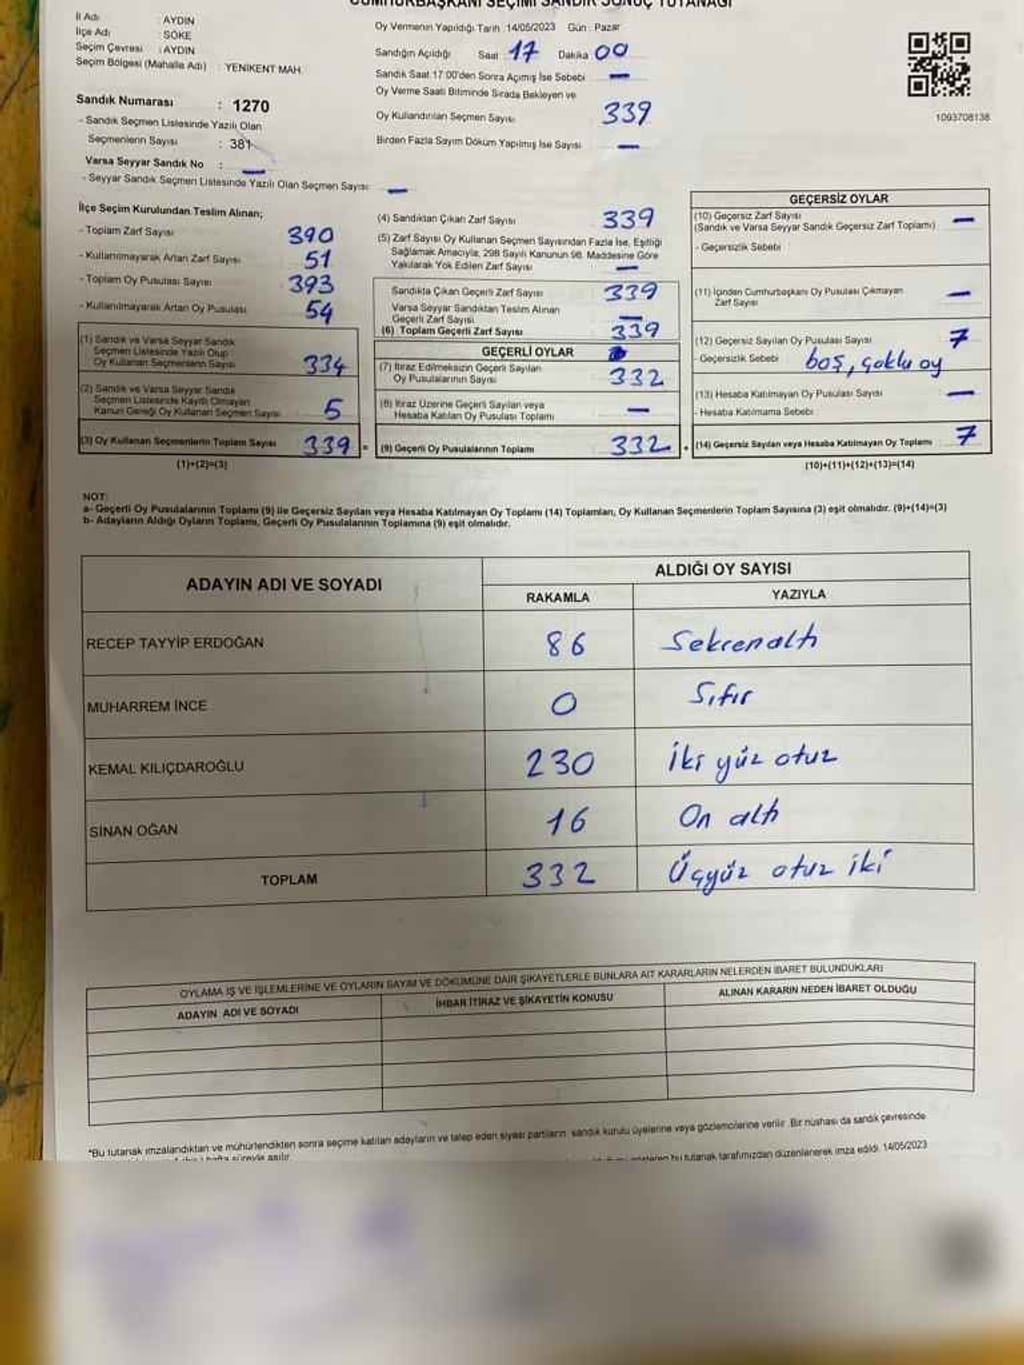 CUMHURBAŞKANI SEÇİMİ SANDIK SONUÇ TUTANAĞI
İl Adı : AYDIN
İlçe Adı : SÖKE
Seçim Çevresi : AYDIN
Seçim Bölgesi (Mahalle Adı) : YENİKENT MAH.
Sandık Numarası : 1270
- Sandık Seçmen Listesinde Yazılı Olan
Seçmenlerin Sayısı : 381
Varsa Seyyar Sandık No : —
- Seyyar Sandık Seçmen Listesinde Yazılı Olan Seçmen Sayısı: —
Oy Vermenin Yapıldığı Tarih : 14/05/2023 Gün : Pazar
Sandığın Açıldığı Saat 17 Dakika 00
Sandık Saat 17:00'den Sonra Açılmış İse Sebebi —
Oy Verme Saati Bitiminde Sırada Bekleyen ve
Oy Kullandırılan Seçmen Sayısı 339
Birden Fazla Sayım Döküm Yapılmış İse Sayısı —
1093708138
İlçe Seçim Kurulundan Teslim Alınan;
- Toplam Zarf Sayısı 390
- Kullanılmayarak Artan Zarf Sayısı 51
- Toplam Oy Pusulası Sayısı 393
- Kullanılmayarak Artan Oy Pusulası 54
(1) Sandık ve Varsa Seyyar Sandık
Seçmen Listesinde Yazılı Olup
Oy Kullanan Seçmenlerin Sayısı 334
(2) Sandık ve Varsa Seyyar Sandık
Seçmen Listesinde Kayıtlı Olmayan
Kanun Gereği Oy Kullanan Seçmen Sayısı 5
(3) Oy Kullanan Seçmenlerin Toplam Sayısı 339 =
(1)+(2)=(3)
(4) Sandıktan Çıkan Zarf Sayısı 339
(5) Zarf Sayısı Oy Kullanan Seçmen Sayısından Fazla İse, Eşitliği
Sağlamak Amacıyla, 298 Sayılı Kanunun 98. Maddesine Göre
Yakılarak Yok Edilen Zarf Sayısı —
Sandıkta Çıkan Geçerli Zarf Sayısı 339
Varsa Seyyar Sandıktan Teslim Alınan
Geçerli Zarf Sayısı —
(6) Toplam Geçerli Zarf Sayısı 339
GEÇERLİ OYLAR
(7) İtiraz Edilmeksizin Geçerli Sayılan
Oy Pusulalarının Sayısı 332
(8) İtiraz Üzerine Geçerli Sayılan veya
Hesaba Katılan Oy Pusulası Toplamı —
(9) Geçerli Oy Pusulalarının Toplamı 332 +
GEÇERSİZ OYLAR
(10) Geçersiz Zarf Sayısı —
(Sandık ve Varsa Seyyar Sandık Geçersiz Zarf Toplamı)
- Geçersizlik Sebebi
(11) İçinden Cumhurbaşkanı Oy Pusulası Çıkmayan —
Zarf Sayısı
(12) Geçersiz Sayılan Oy Pusulası Sayısı 7
- Geçersizlik Sebebi boş, çoklu oy
(13) Hesaba Katılmayan Oy Pusulası Sayısı —
- Hesaba Katılmama Sebebi
(14) Geçersiz Sayılan veya Hesaba Katılmayan Oy Toplamı 7
(10)+(11)+(12)+(13)=(14)
NOT:
a- Geçerli Oy Pusulalarının Toplamı (9) ile Geçersiz Sayılan veya Hesaba Katılmayan Oy Toplamı (14) Toplamları, Oy Kullanan Seçmenlerin Toplam Sayısına (3) eşit olmalıdır. (9)+(14)=(3)
b- Adayların Aldığı Oyların Toplamı, Geçerli Oy Pusulalarının Toplamına (9) eşit olmalıdır.
ADAYIN ADI VE SOYADI ALDIĞI OY SAYISI
RAKAMLA YAZIYLA
RECEP TAYYİP ERDOĞAN 86 Seksenaltı
MUHARREM İNCE 0 Sıfır
KEMAL KILIÇDAROĞLU 230 İki yüz otuz
SİNAN OĞAN 16 On altı
TOPLAM 332 Üçyüz otuz iki
OYLAMA İŞ VE İŞLEMLERİNE VE OYLARIN SAYIM VE DÖKÜMÜNE DAİR ŞİKAYETLERLE BUNLARA AİT KARARLARIN NELERDEN İBARET BULUNDUKLARI
ADAYIN ADI VE SOYADI İHBAR İTİRAZ VE ŞİKAYETİN KONUSU ALINAN KARARIN NEDEN İBARET OLDUĞU
*Bu tutanak imzalandıktan ve mühürlendikten sonra seçime katılan adayların ve talep eden siyasi partilerin sandık kurulu üyelerine veya gözlemcilerine verilir. Bir nüshası da sandık çevresinde
hafta süreyle asılır.
bu tutanak tarafımızdan düzenlenerek imza edildi. 14/05/2023